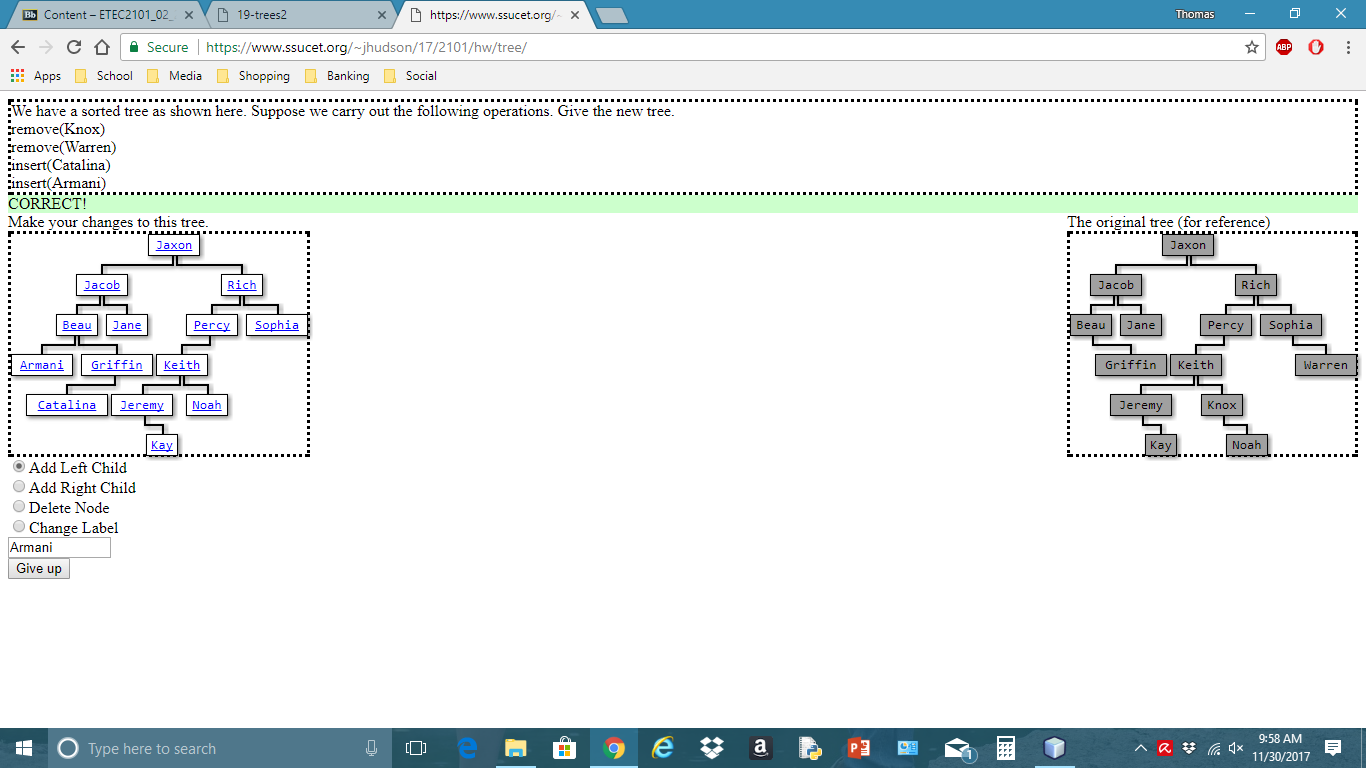 Content – ETEC2101_02_
19-trees2
https://www.ssucet.org/~
Thomas
Secure
https://www.ssucet.org/~jhudson/17/2101/hw/tree/
ABP
Apps School Media Shopping Banking Social
We have a sorted tree as shown here. Suppose we carry out the following operations. Give the new tree.
remove(Knox)
remove(Warren)
insert(Catalina)
insert(Armani)
CORRECT!
Make your changes to this tree.
Jaxon
Jacob Rich
Beau Jane Percy Sophia
Armani Griffin Keith
Catalina Jeremy Noah
Kay
The original tree (for reference)
Jaxon
Jacob Rich
Beau Jane Percy Sophia
Griffin Keith Warren
Jeremy Knox
Kay Noah
Add Left Child
Add Right Child
Delete Node
Change Label
Armani
Give up
Type here to search
1
9:58 AM
11/30/2017